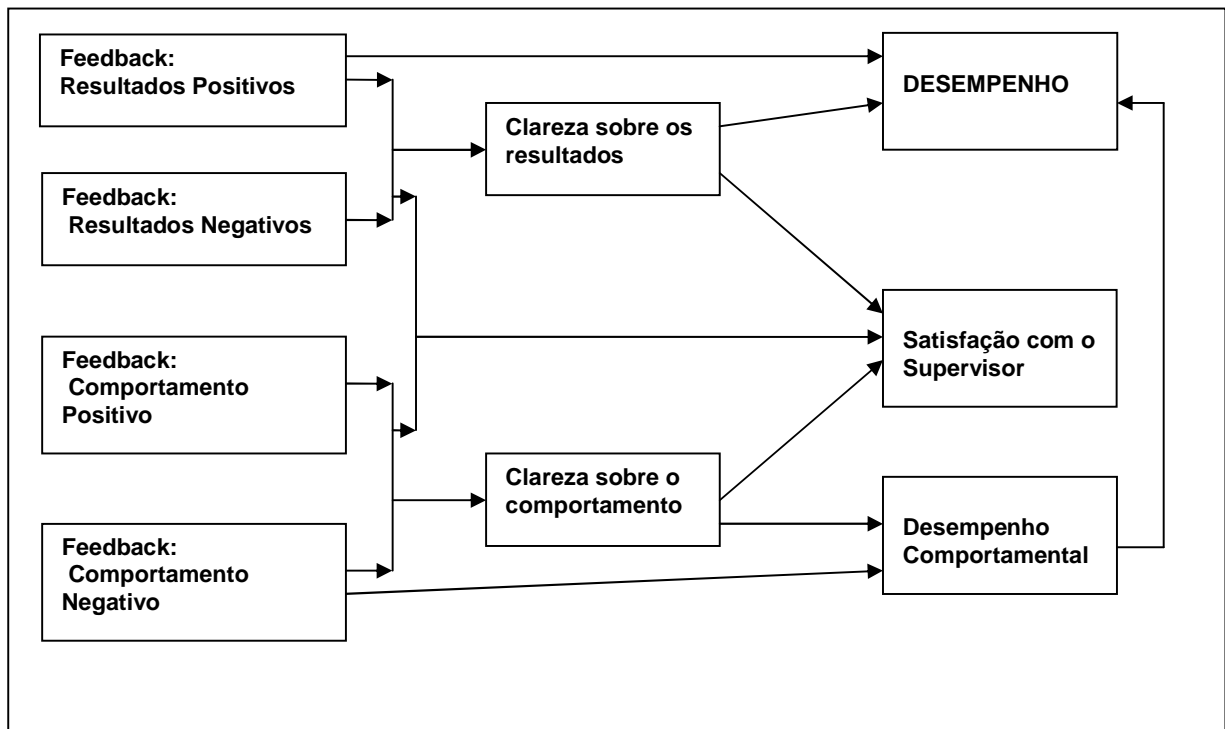 Feedback:
Resultados Positivos
Feedback:
Resultados Negativos
Feedback:
Comportamento
Positivo
Feedback:
Comportamento
Negativo
Clareza sobre os
resultados
Clareza sobre o
comportamento
DESEMPENHO
Satisfação com o
Supervisor
Desempenho
Comportamental